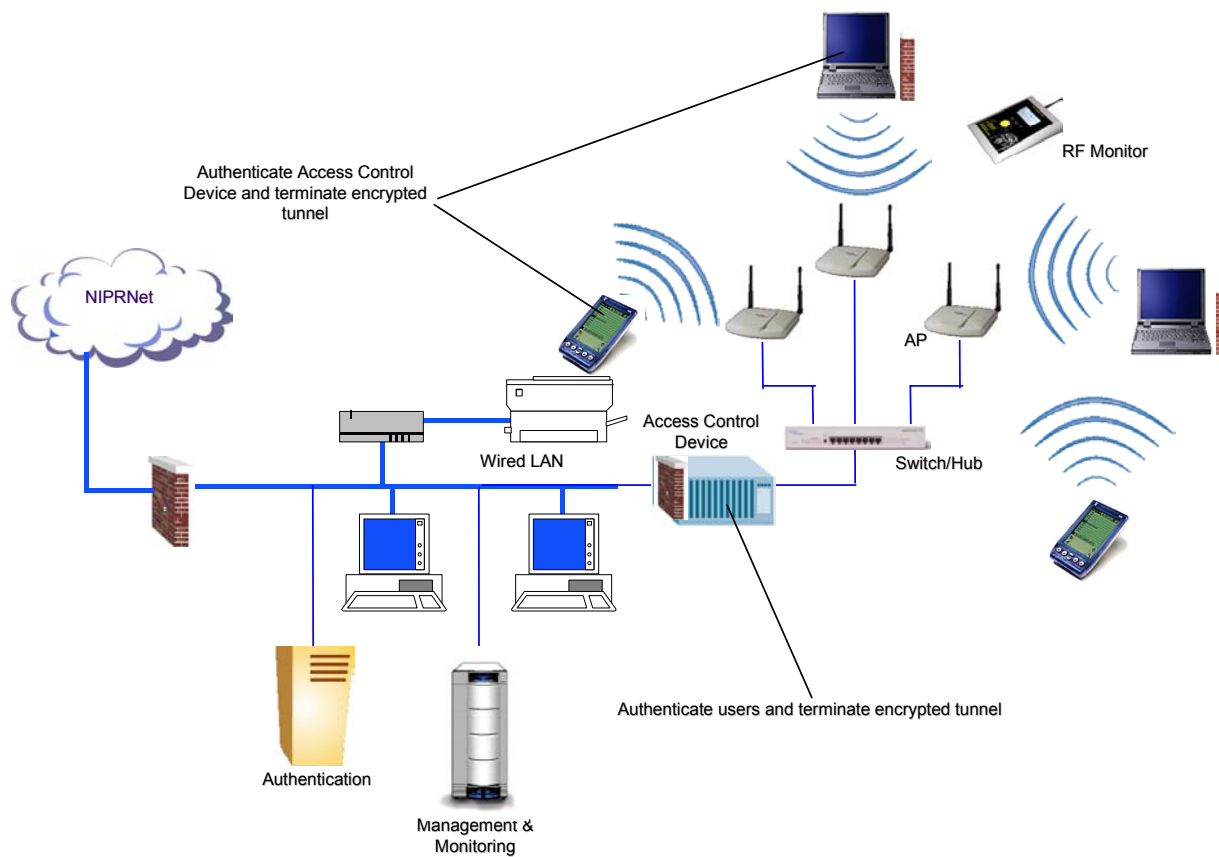 RF Monitor
Authenticate Access Control
Device and terminate encrypted
tunnel
NIPRNet
AP
Access Control
Device
Wired LAN
Switch/Hub
Authenticate users and terminate encrypted tunnel
Authentication
Management &
Monitoring